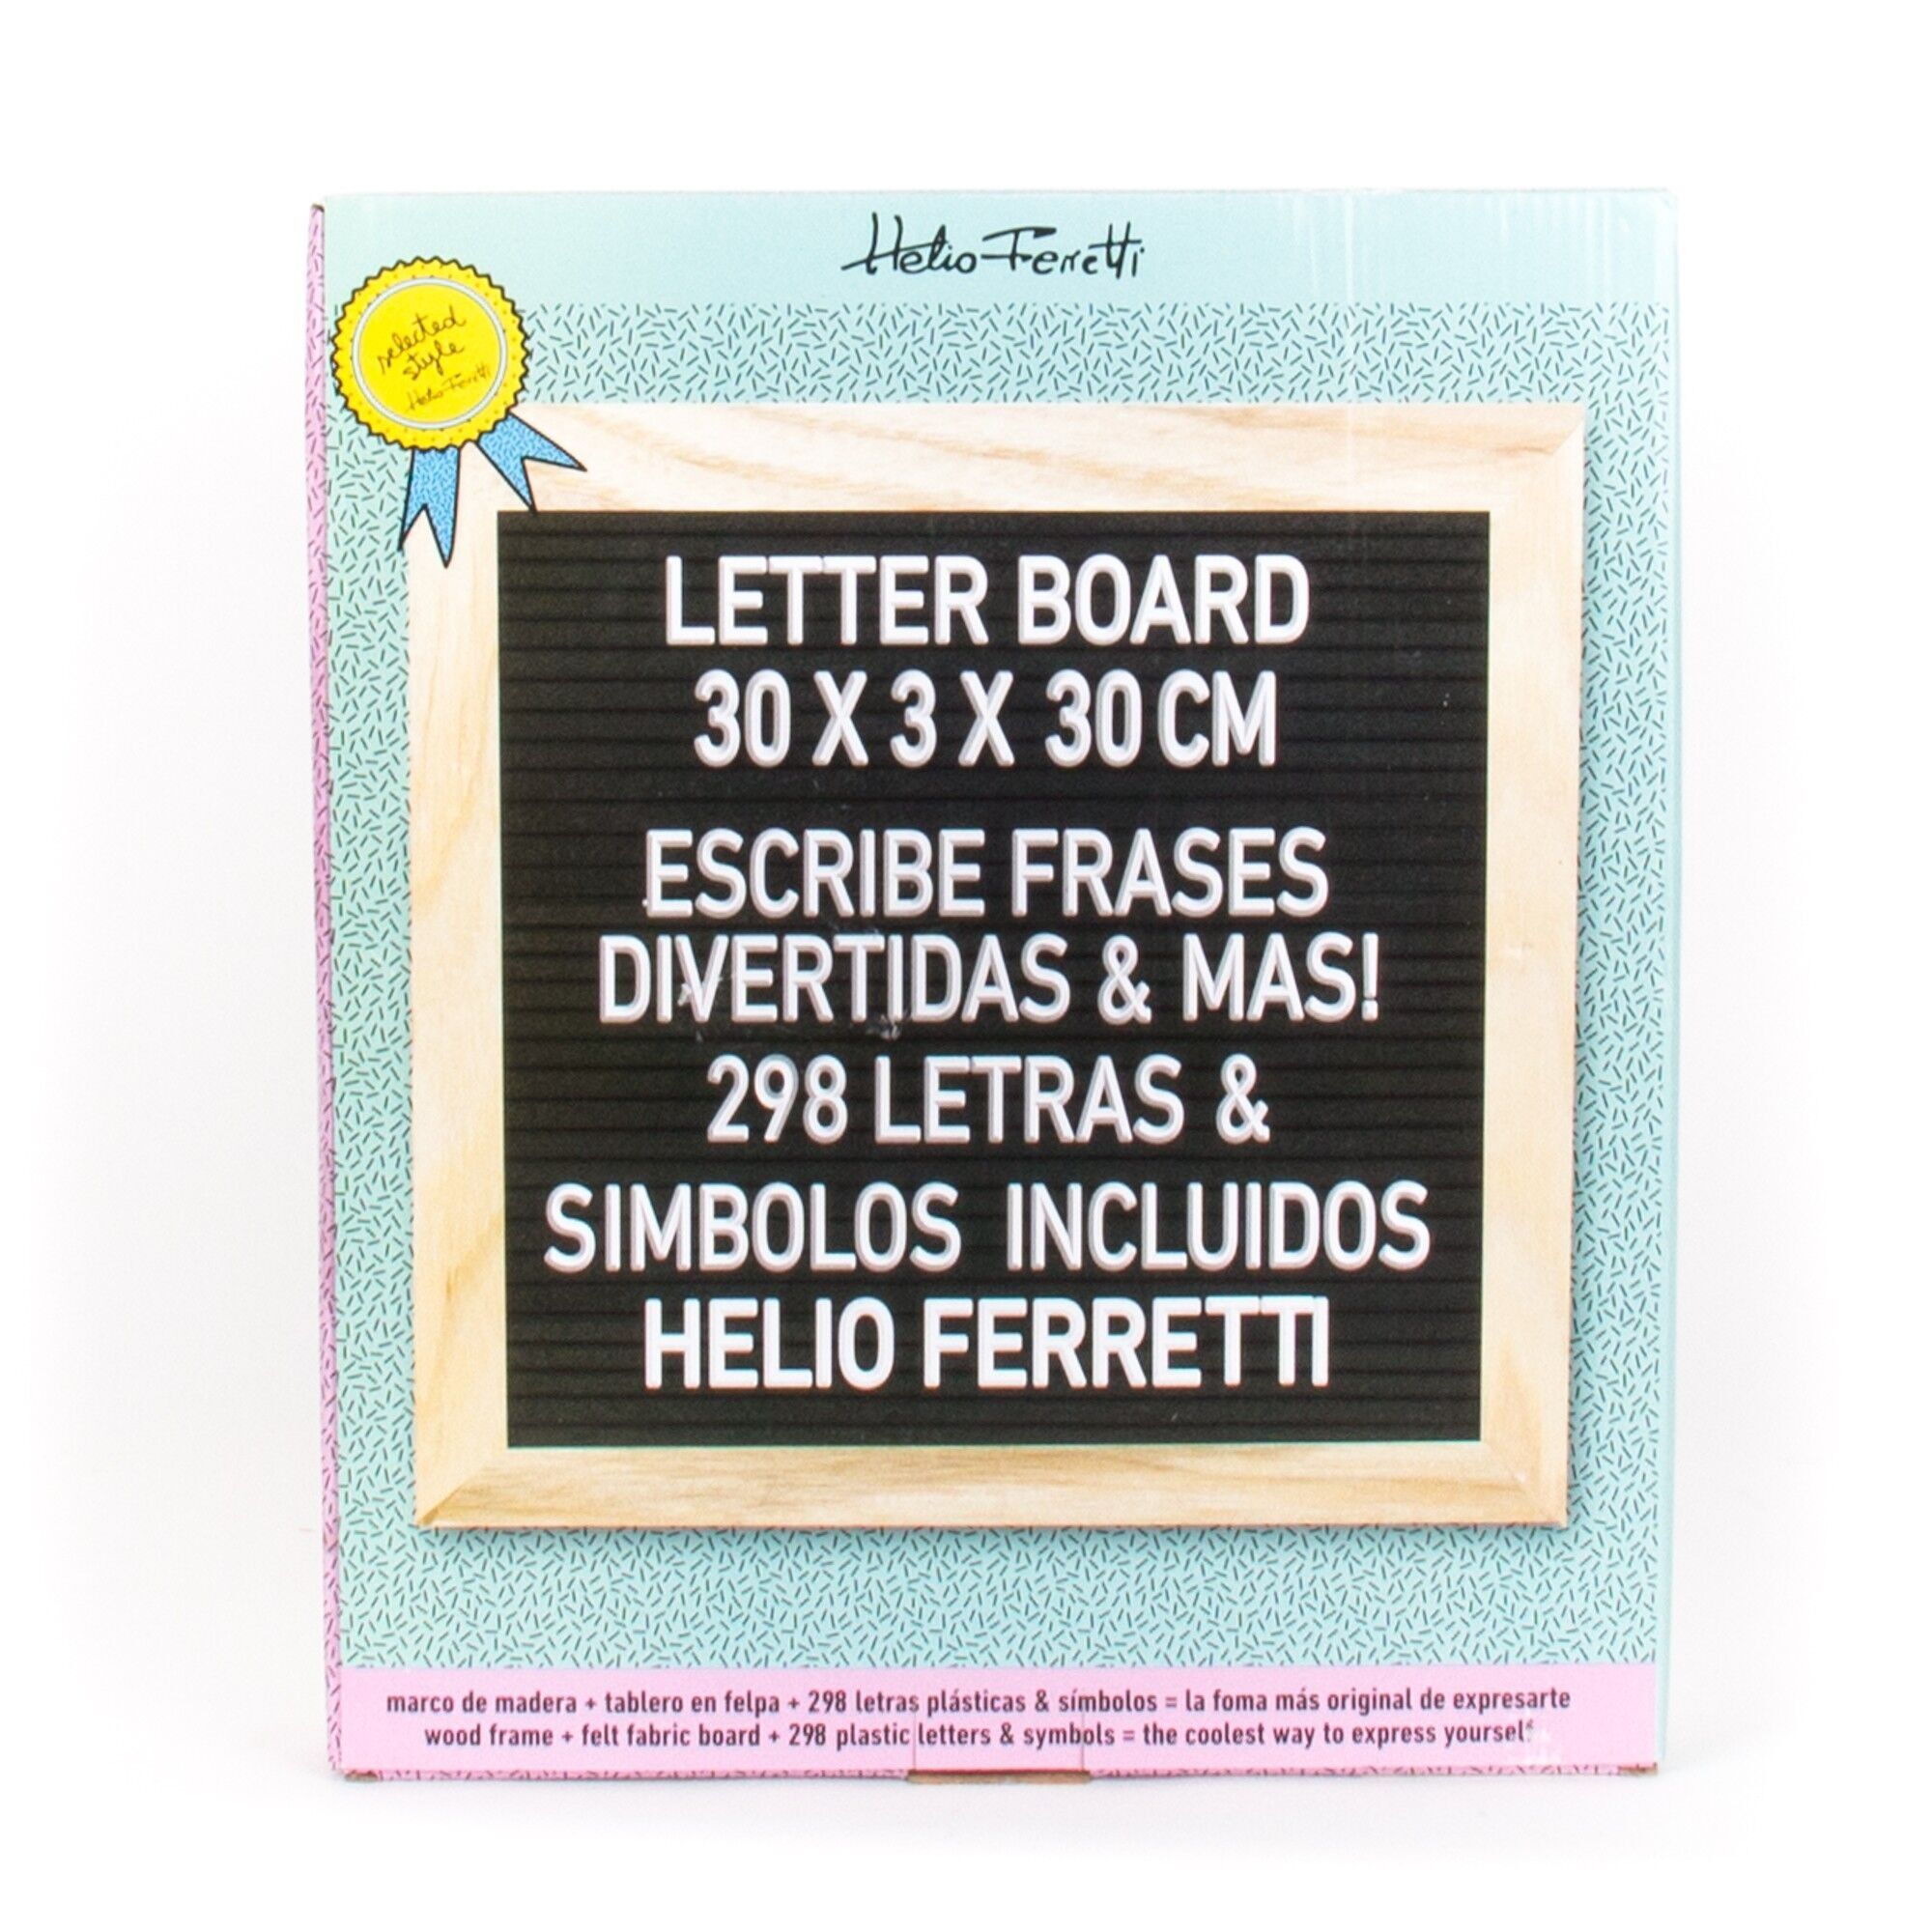 Helio Ferretti
selected
style
Helio Ferretti
LETTER BOARD
30 X 3 X 30 CM
ESCRIBE FRASES
DIVERTIDAS & MAS!
298 LETRAS &
SIMBOLOS INCLUIDOS
HELIO FERRETTI
marco de madera + tablero en felpa + 298 letras plásticas & símbolos = la foma más original de expresarte
wood frame + felt fabric board + 298 plastic letters & symbols = the coolest way to express yourself